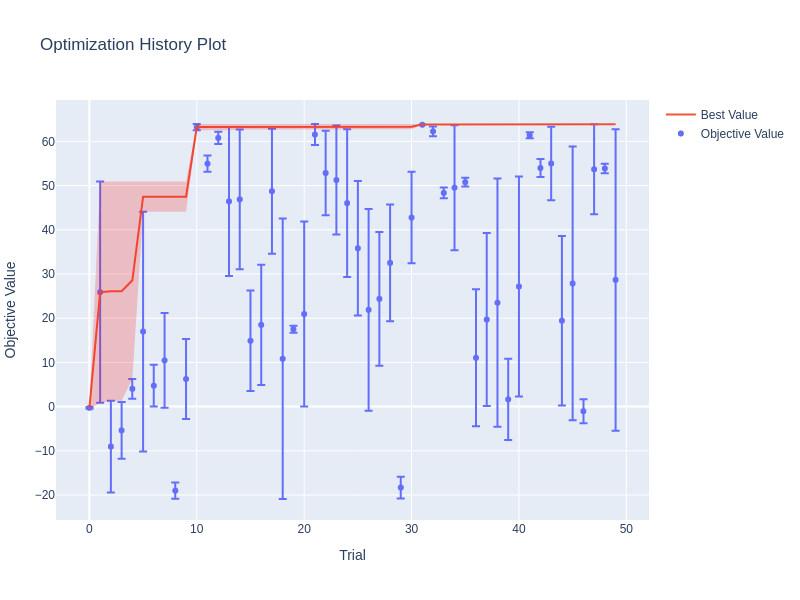 Optimization History Plot
Best Value
Objective Value
Objective Value
60
50
40
30
20
10
0
−10
−20
0 10 20 30 40 50
Trial